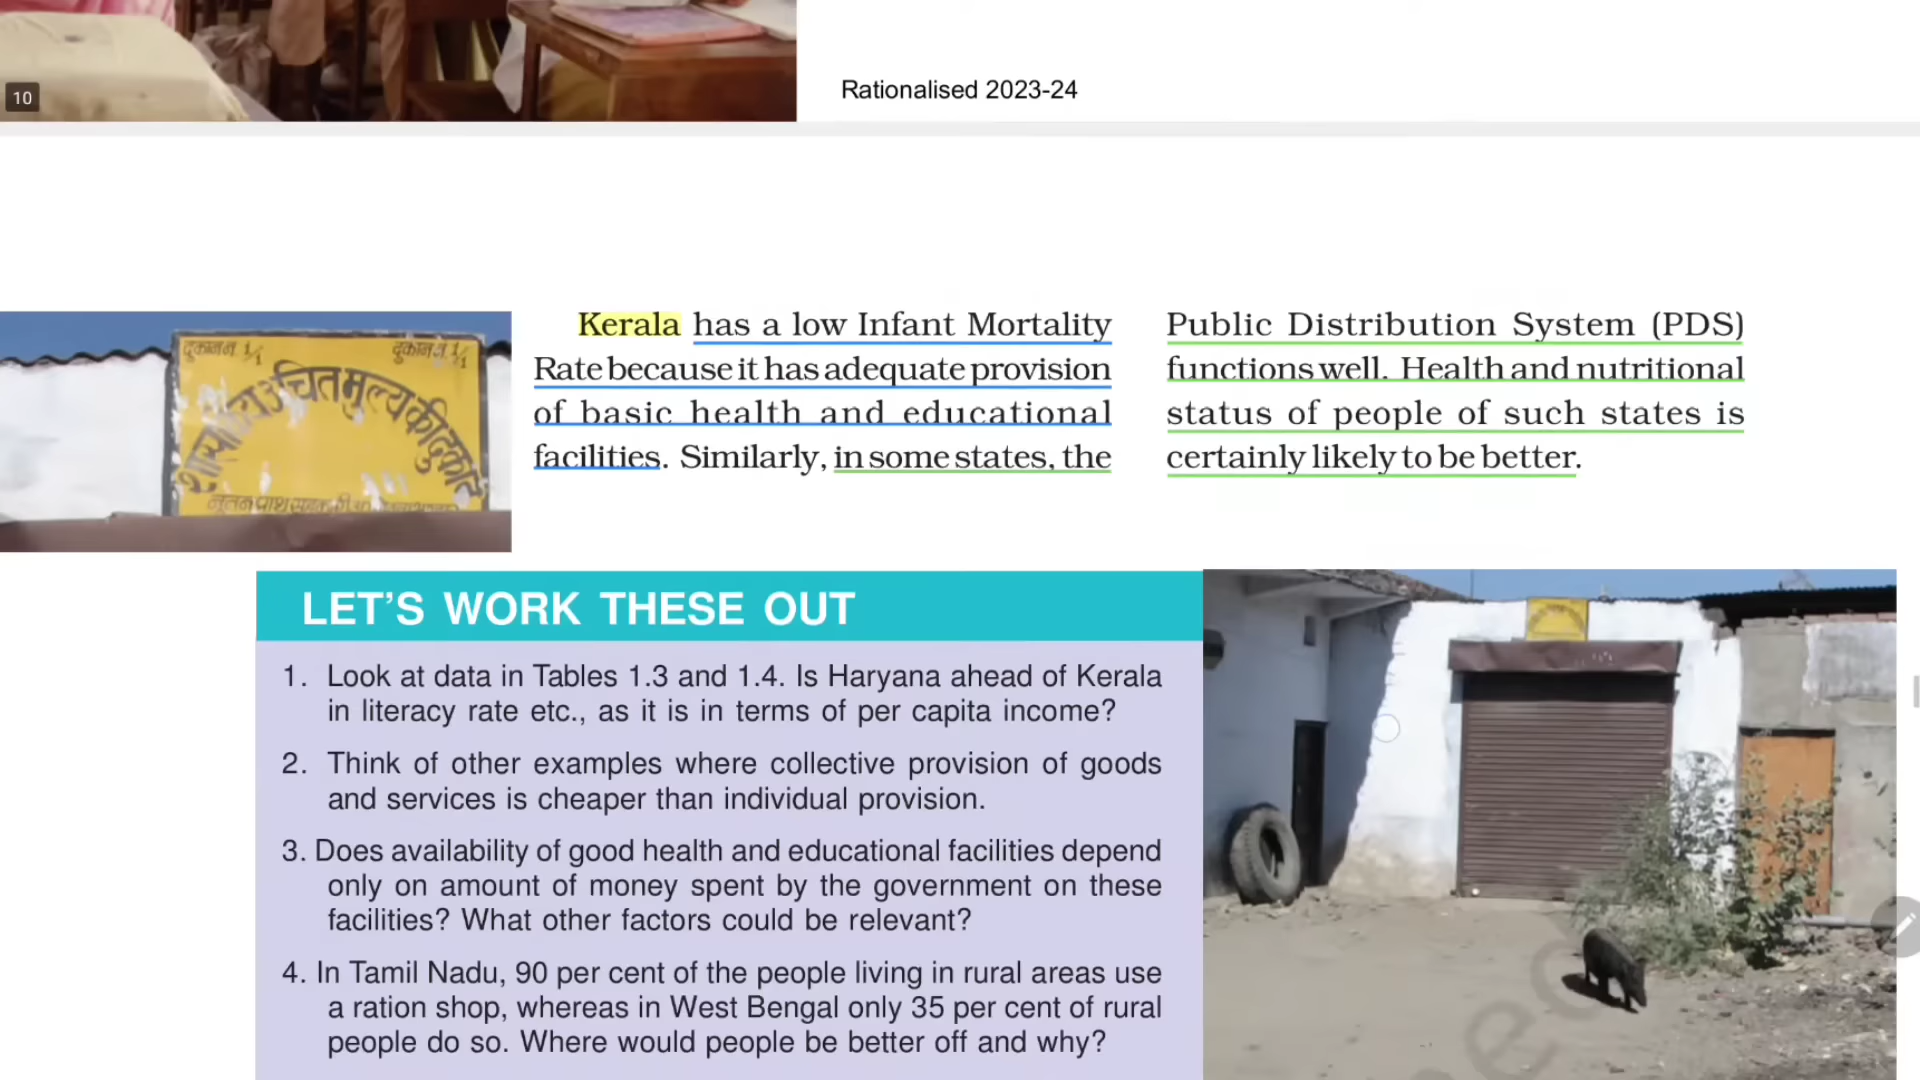 10
Rationalised 2023-24
Kerala has a low Infant Mortality
Rate because it has adequate provision
of basic health and educational
facilities. Similarly, in some states, the
Public Distribution System (PDS)
functions well. Health and nutritional
status of people of such states is
certainly likely to be better.
दुकान नं. 1/1
दुकान नं. 1/1
शासकीय उचित मुल्य की दुकान
नूतन
LET'S WORK THESE OUT
1. Look at data in Tables 1.3 and 1.4. Is Haryana ahead of Kerala
in literacy rate etc., as it is in terms of per capita income?
2. Think of other examples where collective provision of goods
and services is cheaper than individual provision.
3. Does availability of good health and educational facilities depend
only on amount of money spent by the government on these
facilities? What other factors could be relevant?
4. In Tamil Nadu, 90 per cent of the people living in rural areas use
a ration shop, whereas in West Bengal only 35 per cent of rural
people do so. Where would people be better off and why?